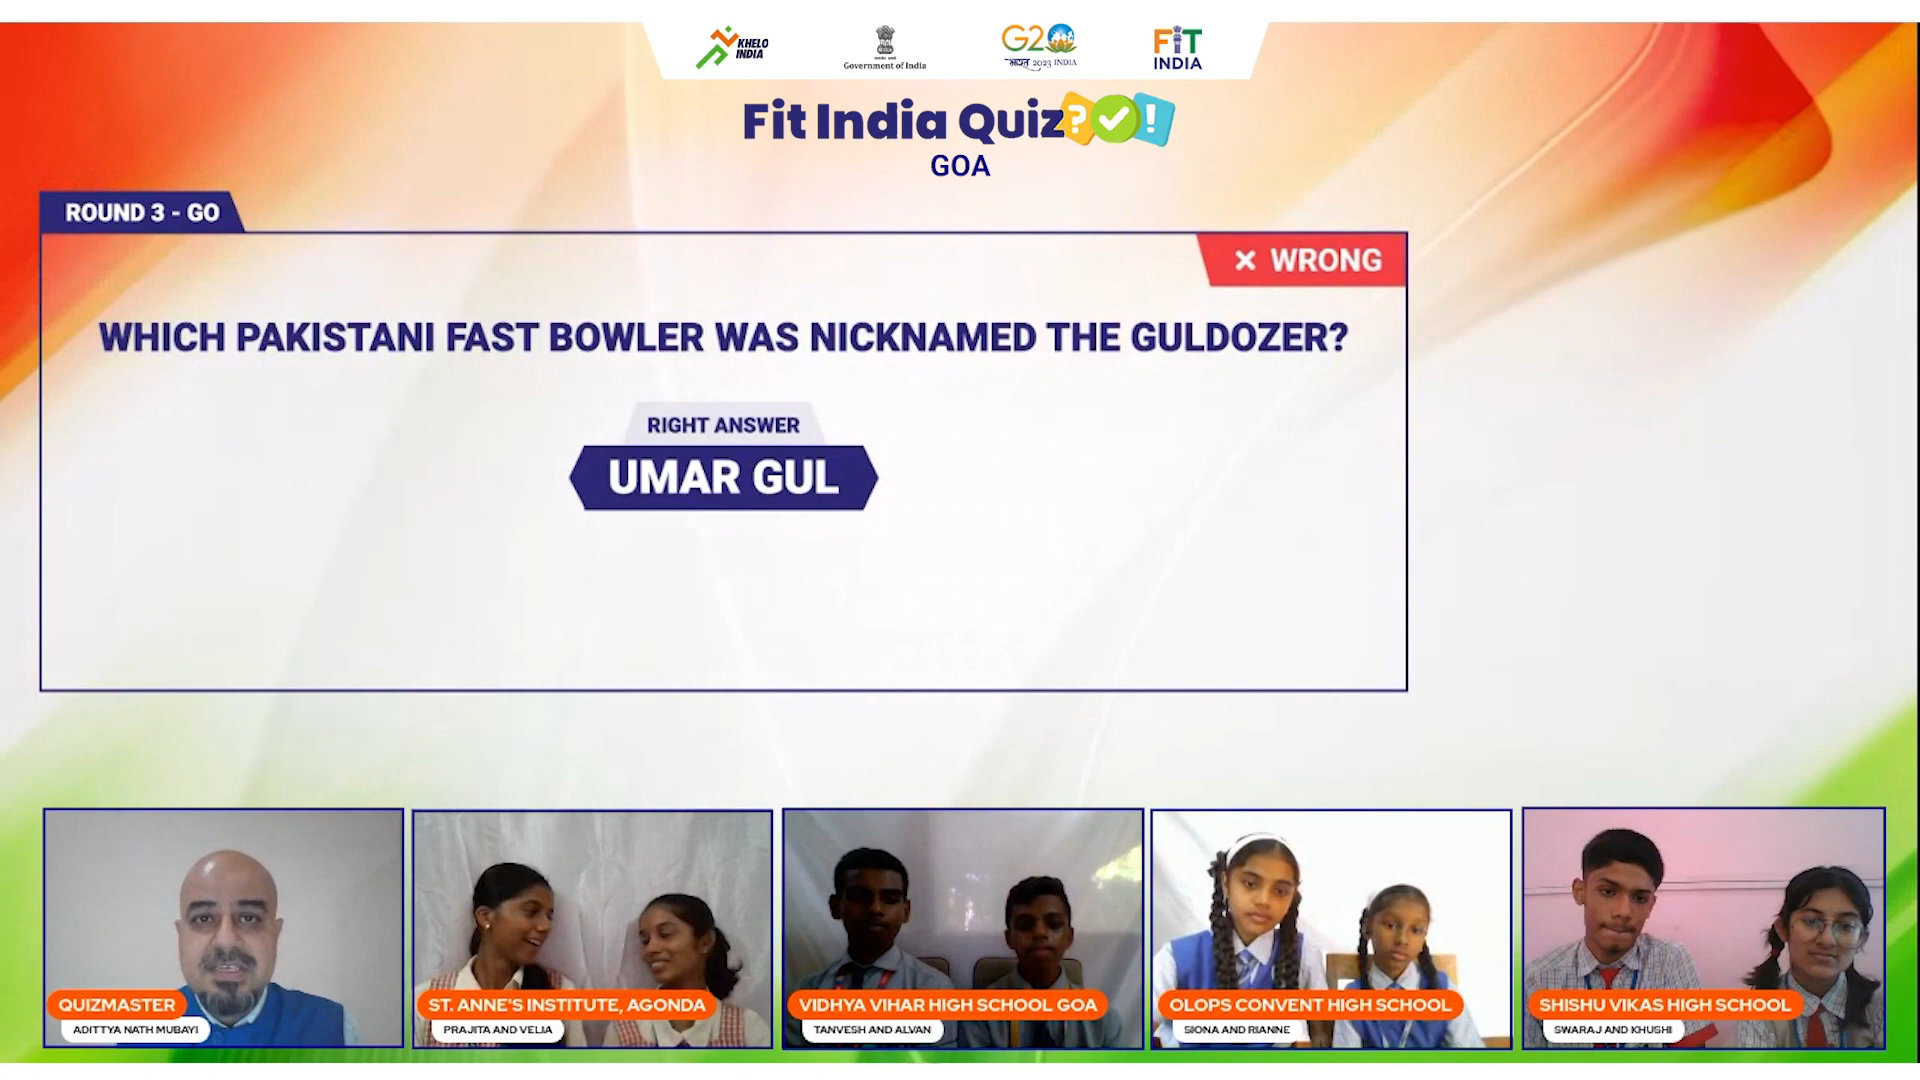 KHELO
INDIA
Government of India
G20
भारत 2023 INDIA
FIT
INDIA
Fit India Quiz?!
GOA
ROUND 3 - GO
× WRONG
WHICH PAKISTANI FAST BOWLER WAS NICKNAMED THE GULDOZER?
RIGHT ANSWER
UMAR GUL
QUIZMASTER
ADITTYA NATH MUBAYI
ST. ANNE'S INSTITUTE, AGONDA
PRAJITA AND VELIA
VIDHYA VIHAR HIGH SCHOOL GOA
TANVESH AND ALVAN
OLOPS CONVENT HIGH SCHOOL
SIONA AND RIANNE
SHISHU VIKAS HIGH SCHOOL
SWARAJ AND KHUSHI